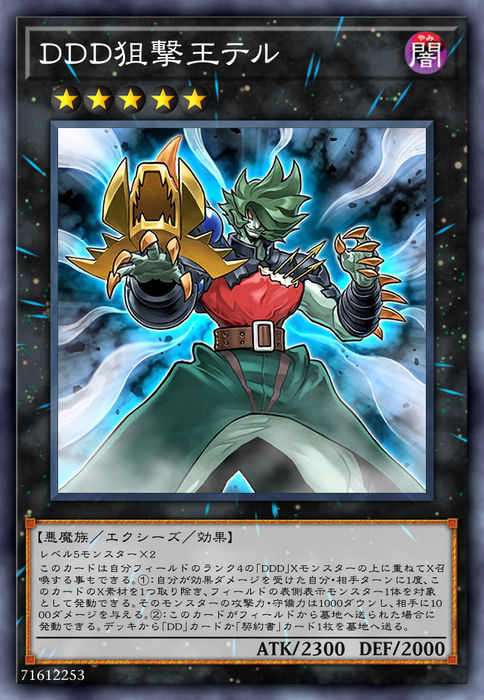 DDD狙撃王テル
やみ
闇
【悪魔族／エクシーズ／効果】
レベル5モンスター×2
このカードは自分フィールドのランク4の「DDD」Xモンスターの上に重ねてX召
喚する事もできる。①：自分が効果ダメージを受けた自分・相手ターンに1度、こ
のカードのX素材を1つ取り除き、フィールドの表側表示モンスター1体を対象
として発動できる。そのモンスターの攻撃力・守備力は1000ダウンし、相手に10
00ダメージを与える。②：このカードがフィールドから墓地へ送られた場合に
発動できる。デッキから「DD」カードか「契約書」カード1枚を墓地へ送る。
ATK/2300 DEF/2000
71612253